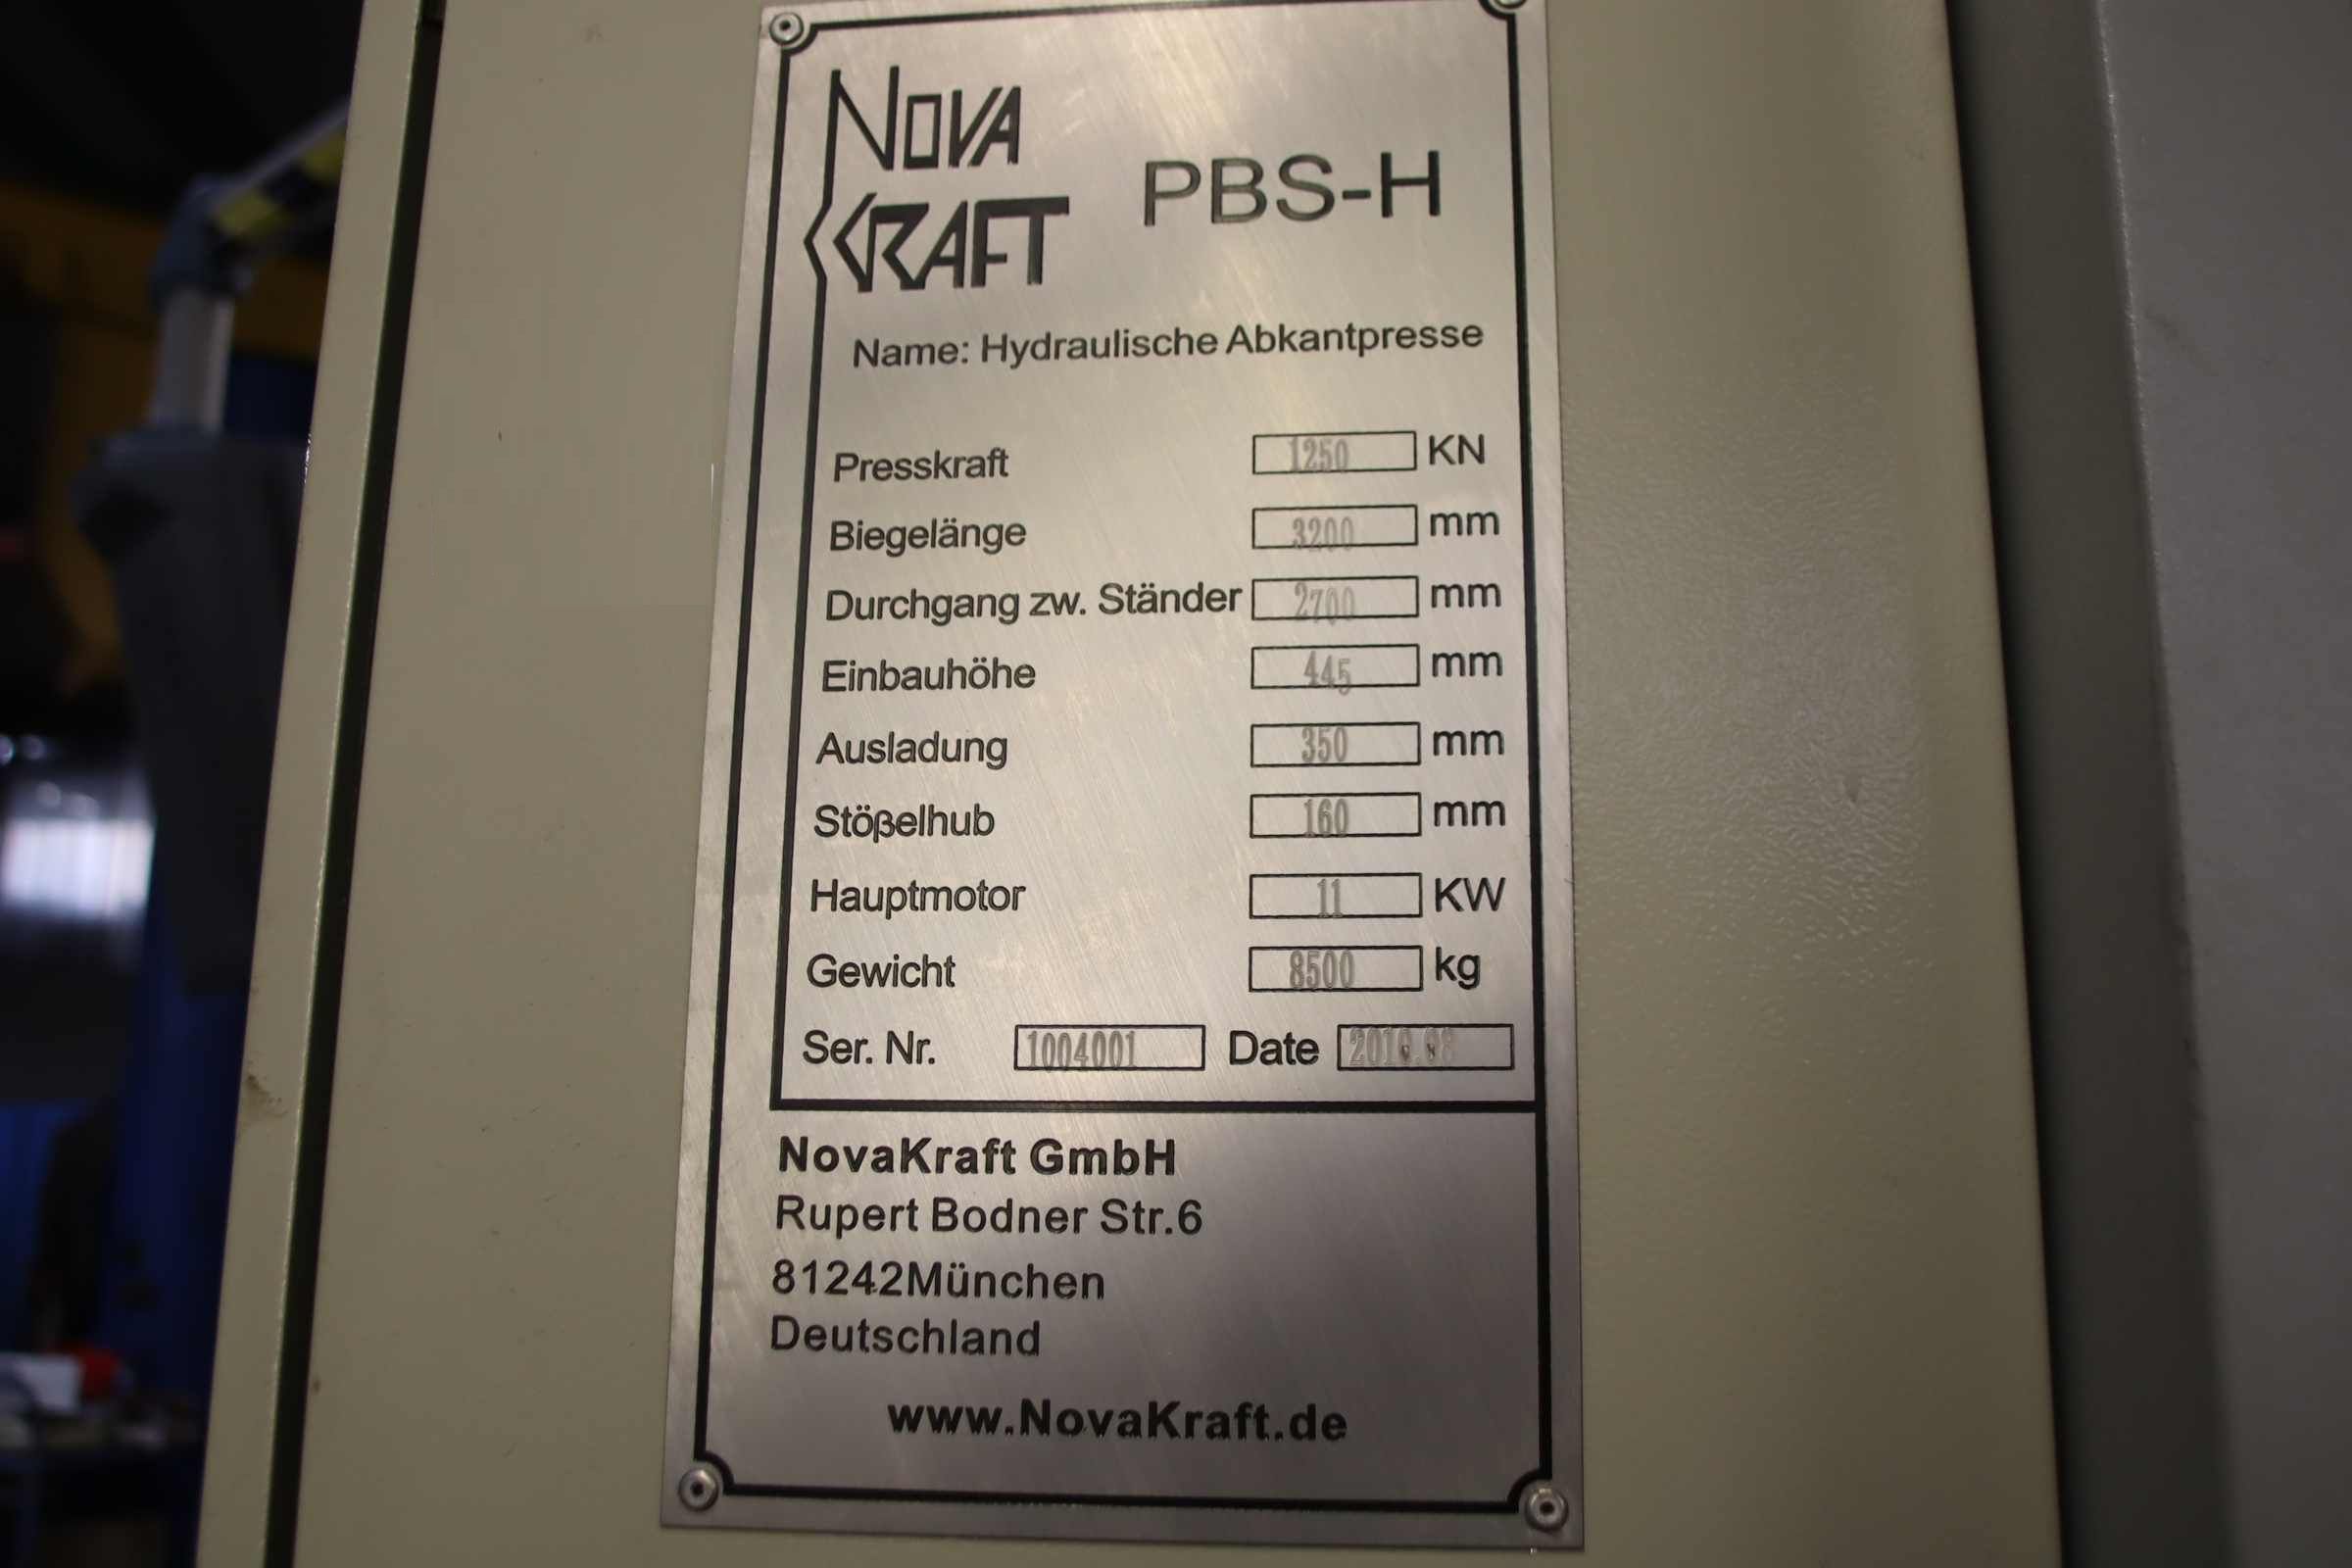 NOVA
KRAFT
PBS-H
Name: Hydraulische Abkantpresse
Presskraft 1250 KN
Biegelänge 3200 mm
Durchgang zw. Ständer 2700 mm
Einbauhöhe 445 mm
Ausladung 350 mm
Stößelhub 160 mm
Hauptmotor 11 KW
Gewicht 8500 kg
Ser. Nr. 1004001 Date 2010.08
NovaKraft GmbH
Rupert Bodner Str.6
81242München
Deutschland
www.NovaKraft.de